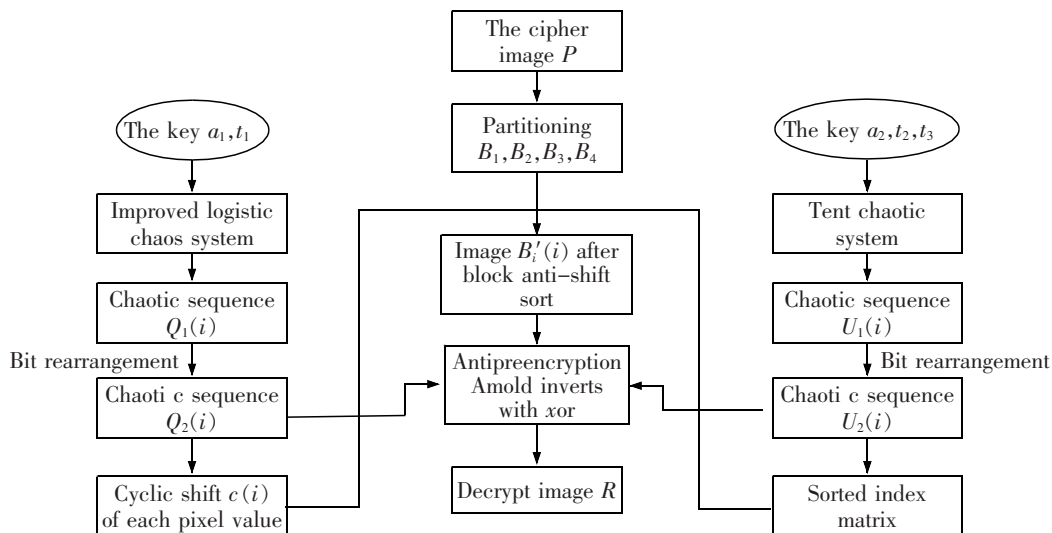 The cipher
image P
The key a₁,t₁
Partitioning
B₁,B₂,B₃,B₄
The key a₂,t₂,t₃
Improved logistic
chaos system
Tent chaotic
system
Image Bᵢ′(i) after
block anti-shift
sort
Chaotic sequence
Q₁(i)
Chaotic sequence
U₁(i)
Bit rearrangement
Bit rearrangement
Antipreencryption
Amold inverts
with xor
Chaoti c sequence
Q₂(i)
Chaoti c sequence
U₂(i)
Cyclic shift c(i)
of each pixel value
Decrypt image R
Sorted index
matrix